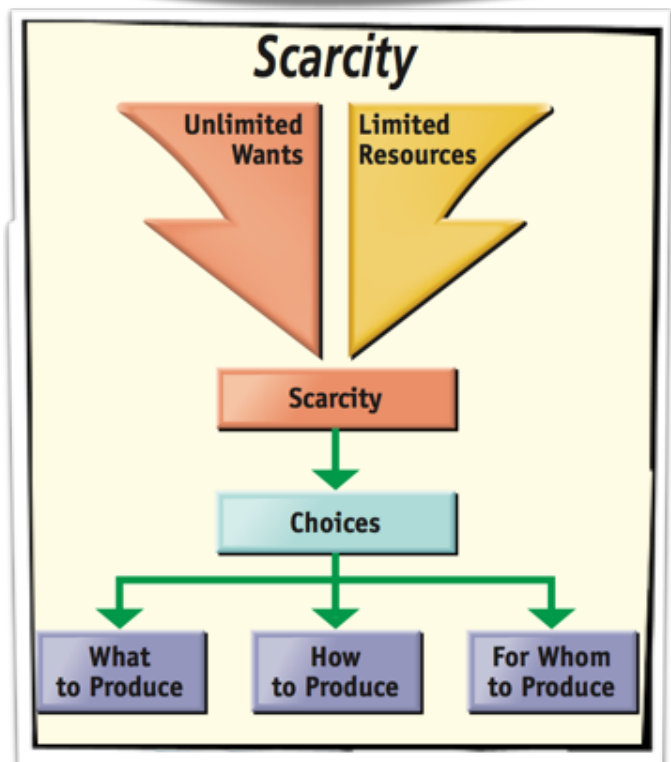 Scarcity
Unlimited
Wants
Limited
Resources
Scarcity
Choices
What
to Produce
How
to Produce
For Whom
to Produce